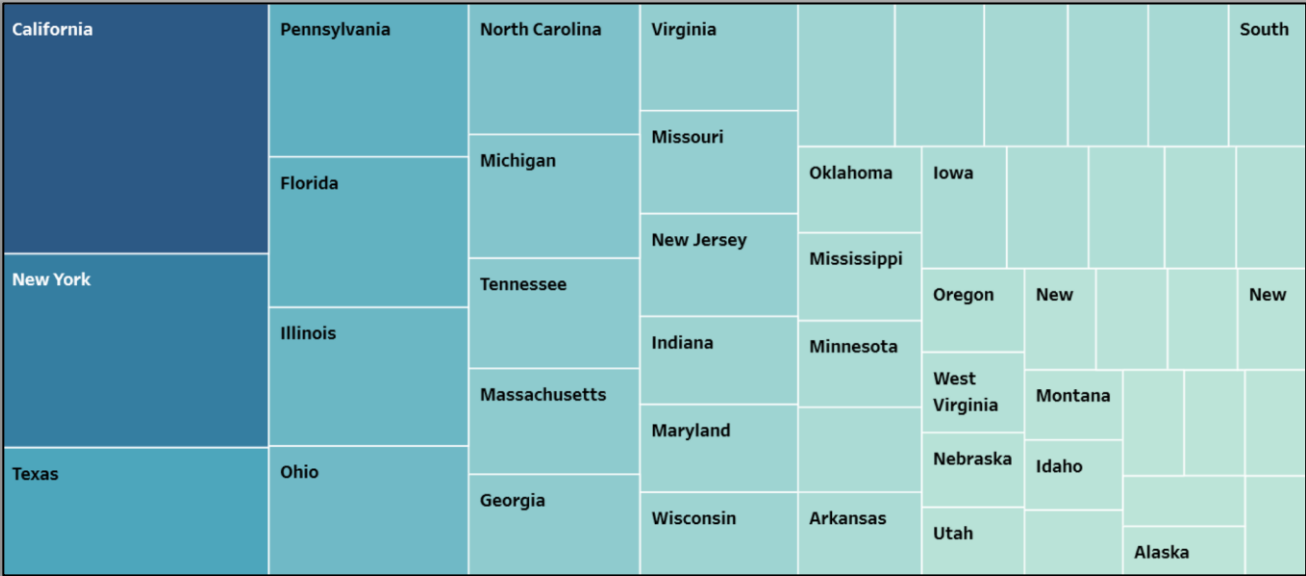 California
New York
Texas
Pennsylvania
Florida
Illinois
Ohio
North Carolina
Michigan
Tennessee
Massachusetts
Georgia
Virginia
Missouri
New Jersey
Indiana
Maryland
Wisconsin
South
Oklahoma
Mississippi
Minnesota
Arkansas
Iowa
Oregon
West
Virginia
Nebraska
Utah
New
New
Montana
Idaho
Alaska